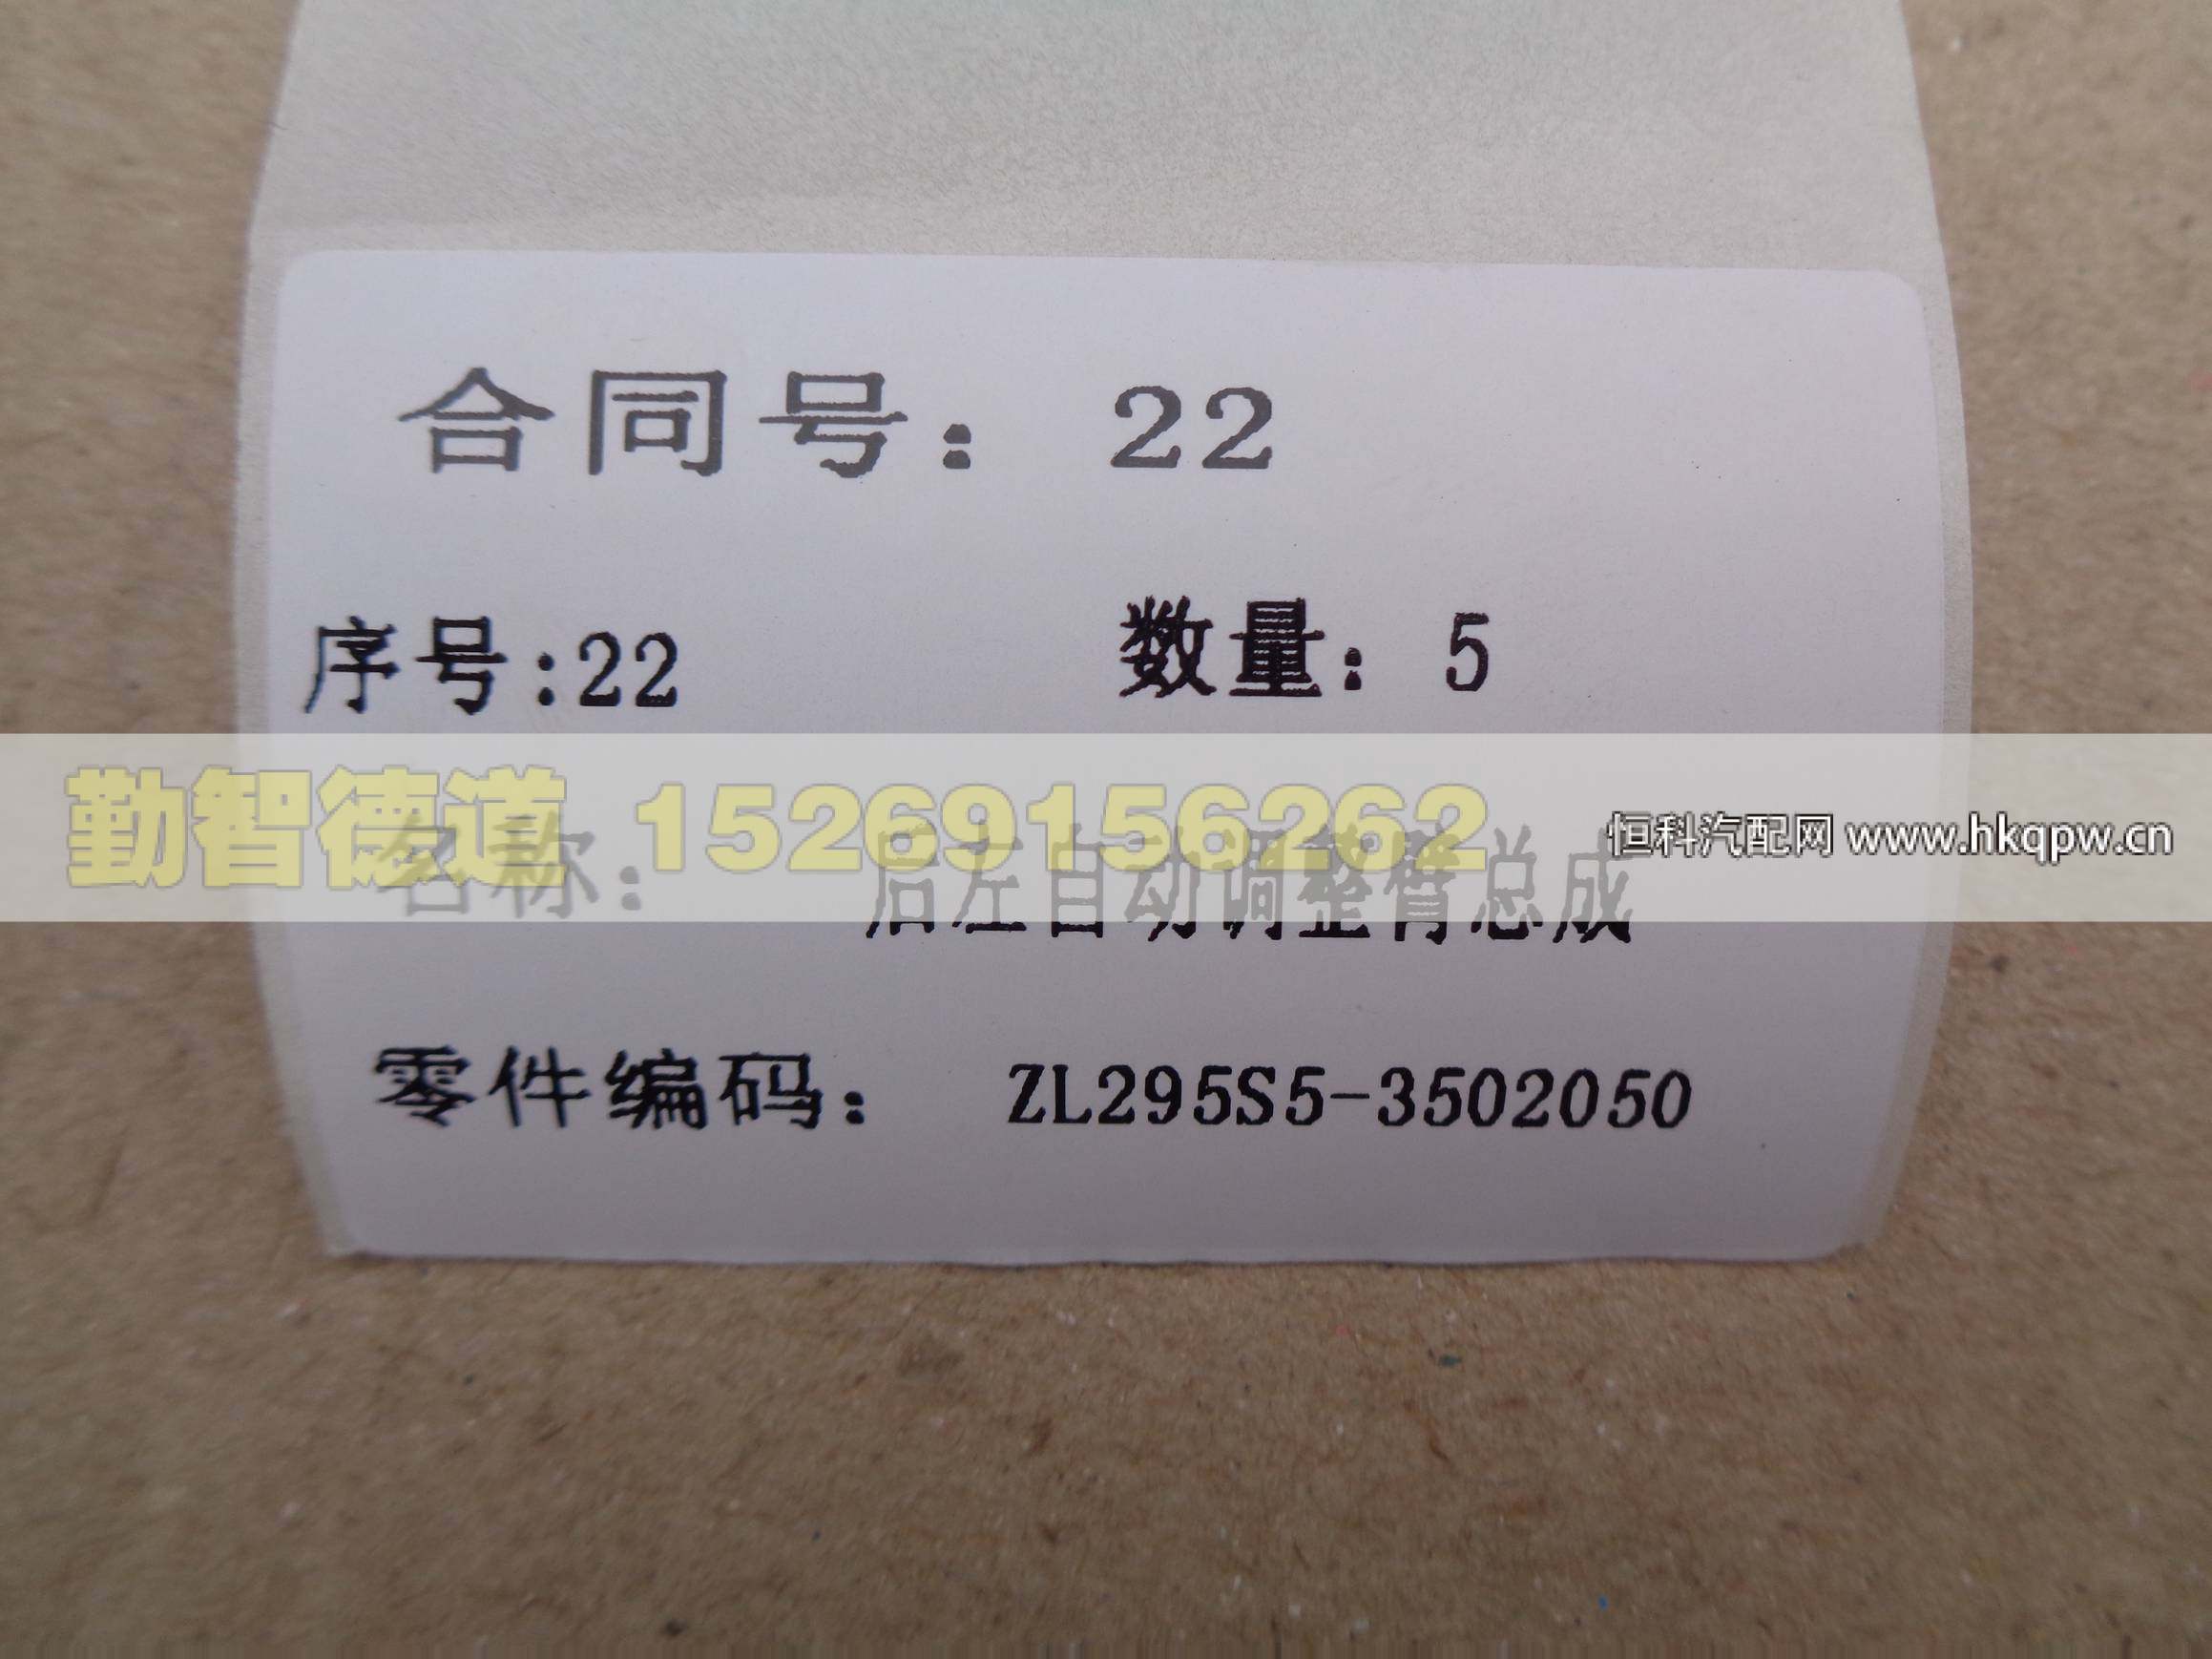 合同号： 22
序号:22 数量：5
勤智德道 15269156262 恒科汽配网 www.hkqpw.cn
名称： 后左自动调整臂总成
零件编码： ZL295S5-3502050